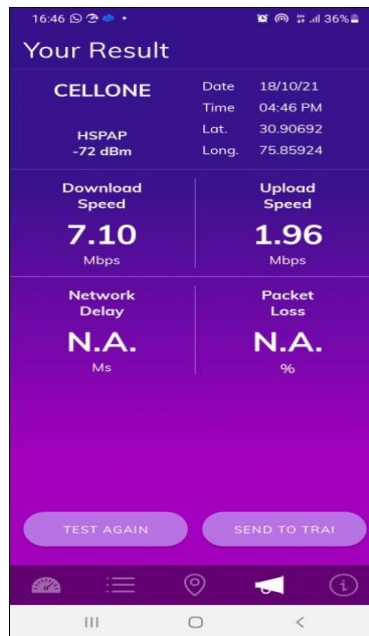 16:46 36%
Your Result
CELLONE
HSPAP
-72 dBm
Date 18/10/21
Time 04:46 PM
Lat. 30.90692
Long. 75.85924
Download
Speed
7.10
Mbps
Upload
Speed
1.96
Mbps
Network
Delay
N.A.
Ms
Packet
Loss
N.A.
%
TEST AGAIN
SEND TO TRAI